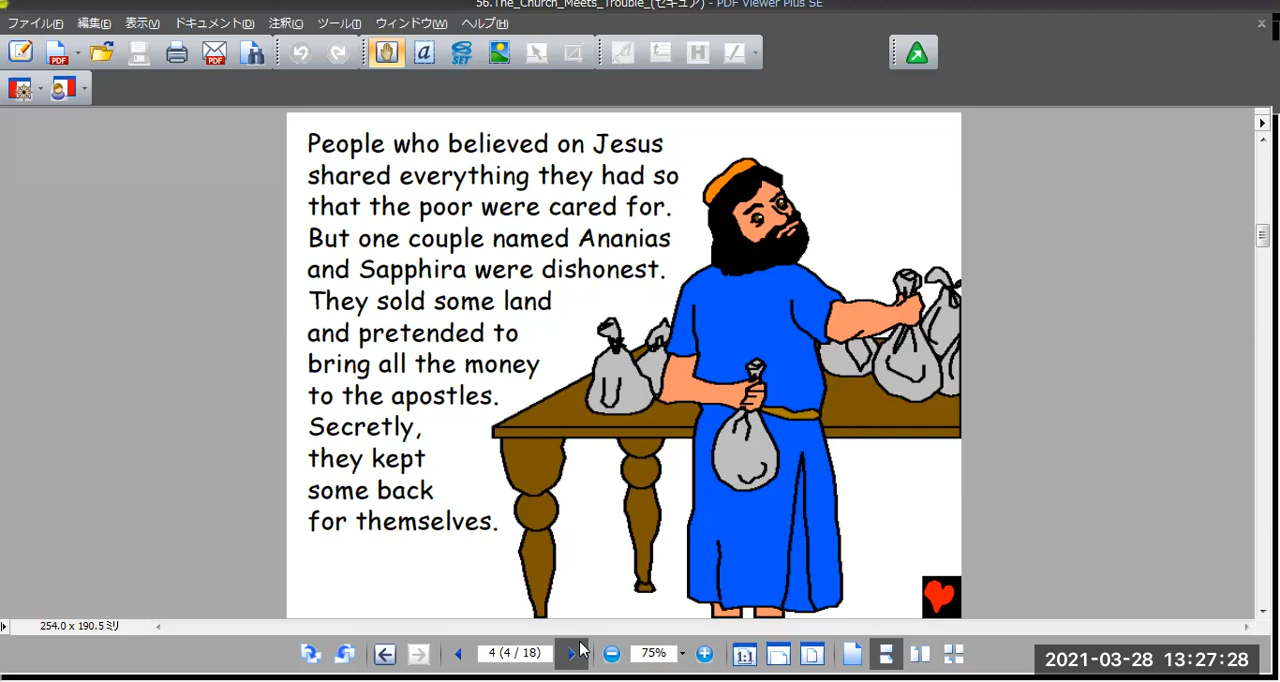 56.The_Church_Meets_Trouble_(セキュア) - PDF Viewer Plus SE
ファイル(F) 編集(E) 表示(V) ドキュメント(D) 注釈(C) ツール(T) ウィンドウ(W) ヘルプ(H)
People who believed on Jesus
shared everything they had so
that the poor were cared for.
But one couple named Ananias
and Sapphira were dishonest.
They sold some land
and pretended to
bring all the money
to the apostles.
Secretly,
they kept
some back
for themselves.
254.0 x 190.5 ミリ
4 (4 / 18)
75%
2021-03-28 13:27:28